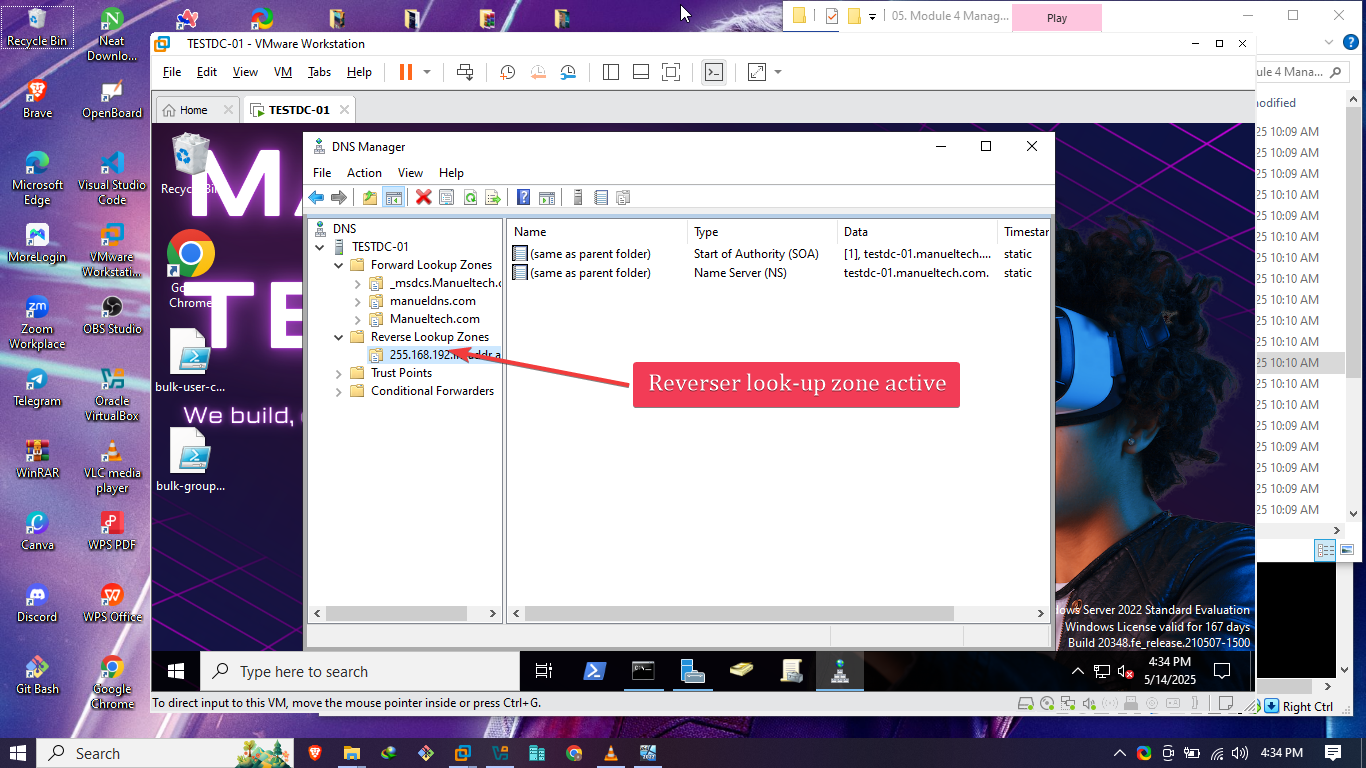 Recycle Bin
Neat
Downlo...
Brave
OpenBoard
Microsoft
Edge
Visual Studio
Code
MoreLogin
VMware
Workstati...
Zoom
Workplace
OBS Studio
Telegram
Oracle
VirtualBox
WinRAR
VLC media
player
Canva
WPS PDF
Discord
WPS Office
Git Bash
Google
Chrome
05. Module 4 Manag...
Play
ule 4 Mana...
odified
25 10:09 AM
25 10:09 AM
25 10:09 AM
25 10:10 AM
25 10:09 AM
25 10:09 AM
25 10:09 AM
25 10:10 AM
25 10:10 AM
25 10:10 AM
25 10:10 AM
25 10:10 AM
25 10:10 AM
25 10:10 AM
25 10:09 AM
25 10:09 AM
25 10:09 AM
25 10:09 AM
25 10:09 AM
TESTDC-01 - VMware Workstation
File Edit View VM Tabs Help
Home
TESTDC-01
Recycle Bi
Chrome
bulk-user-c...
We build,
bulk-group...
DNS Manager
File Action View Help
DNS
TESTDC-01
Forward Lookup Zones
_msdcs.Manueltech.c
manueldns.com
Manueltech.com
Reverse Lookup Zones
255.168.192.in-addr.a
Trust Points
Conditional Forwarders
Name Type Data Timestar
(same as parent folder) Start of Authority (SOA) [1], testdc-01.manueltech.... static
(same as parent folder) Name Server (NS) testdc-01.manueltech.com. static
Reverser look-up zone active
dows Server 2022 Standard Evaluation
Windows License valid for 167 days
Build 20348.fe_release.210507-1500
Type here to search
4:34 PM
5/14/2025
To direct input to this VM, move the mouse pointer inside or press Ctrl+G.
Right Ctrl
Search
4:34 PM